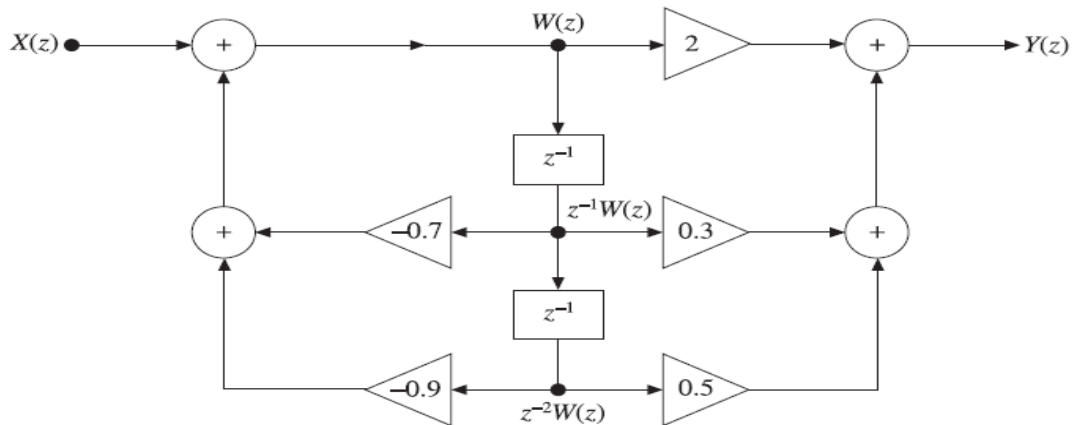 W(z)
X(z) + 2 + Y(z)
z⁻¹
z⁻¹W(z)
+ −0.7 0.3 +
z⁻¹
−0.9 0.5
z⁻²W(z)